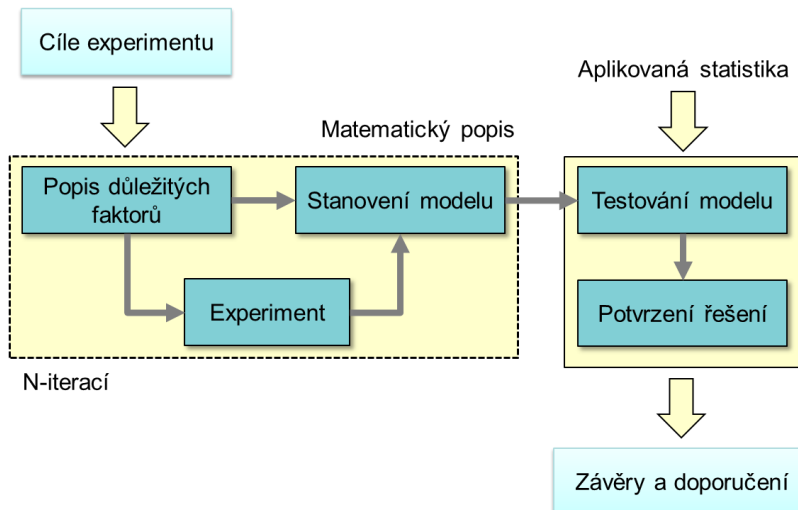 Cíle experimentu
Aplikovaná statistika
Matematický popis
Popis důležitých
faktorů
Stanovení modelu
Testování modelu
Experiment
Potvrzení řešení
N-iterací
Závěry a doporučení